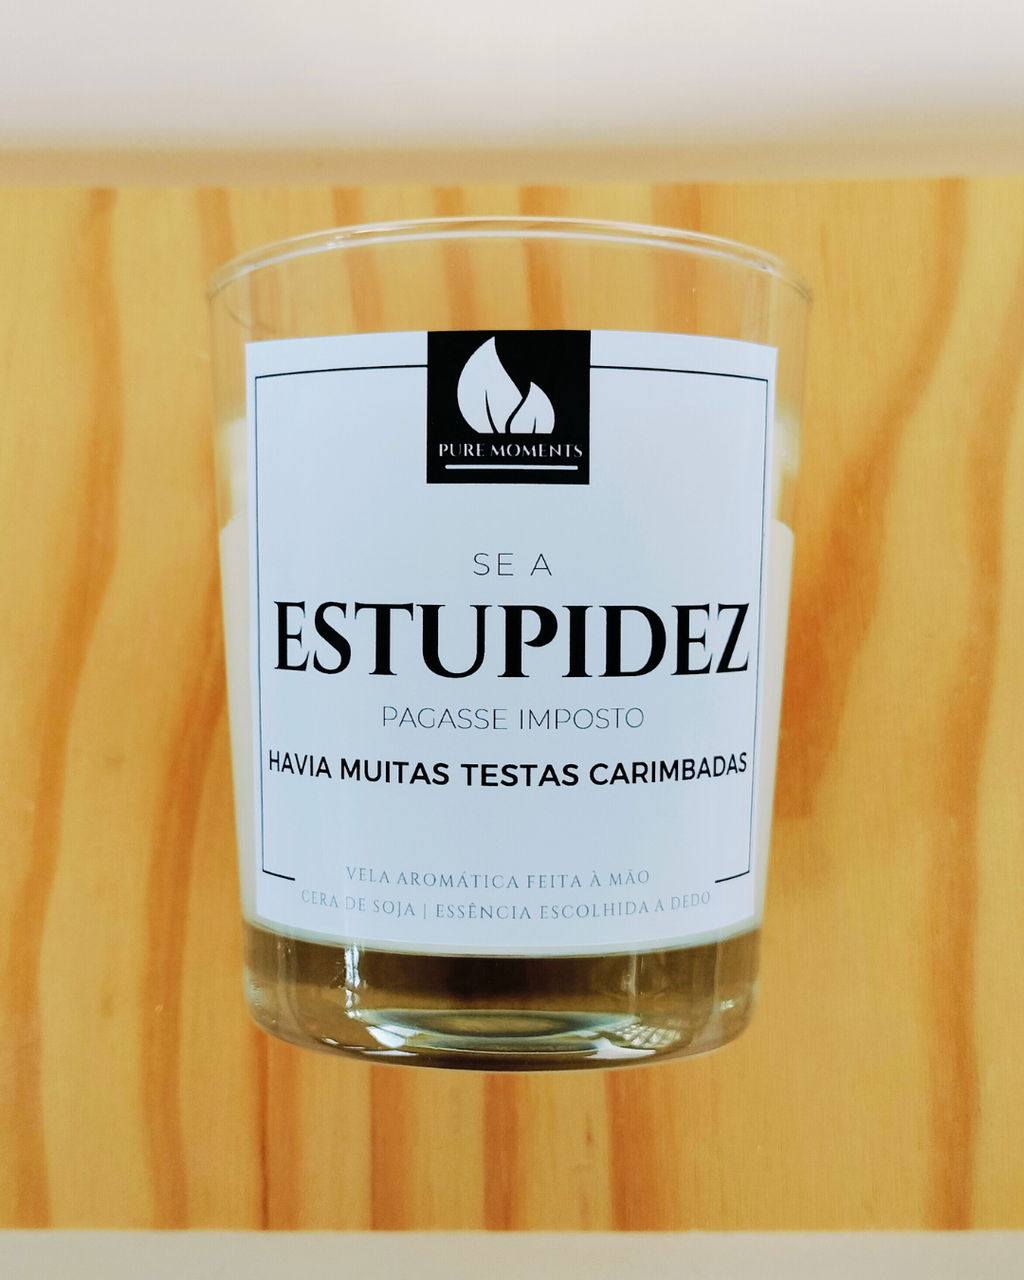 PURE MOMENTS
SE A
ESTUPIDEZ
PAGASSE IMPOSTO
HAVIA MUITAS TESTAS CARIMBADAS
VELA AROMÁTICA FEITA À MÃO
CERA DE SOJA | ESSÊNCIA ESCOLHIDA A DEDO